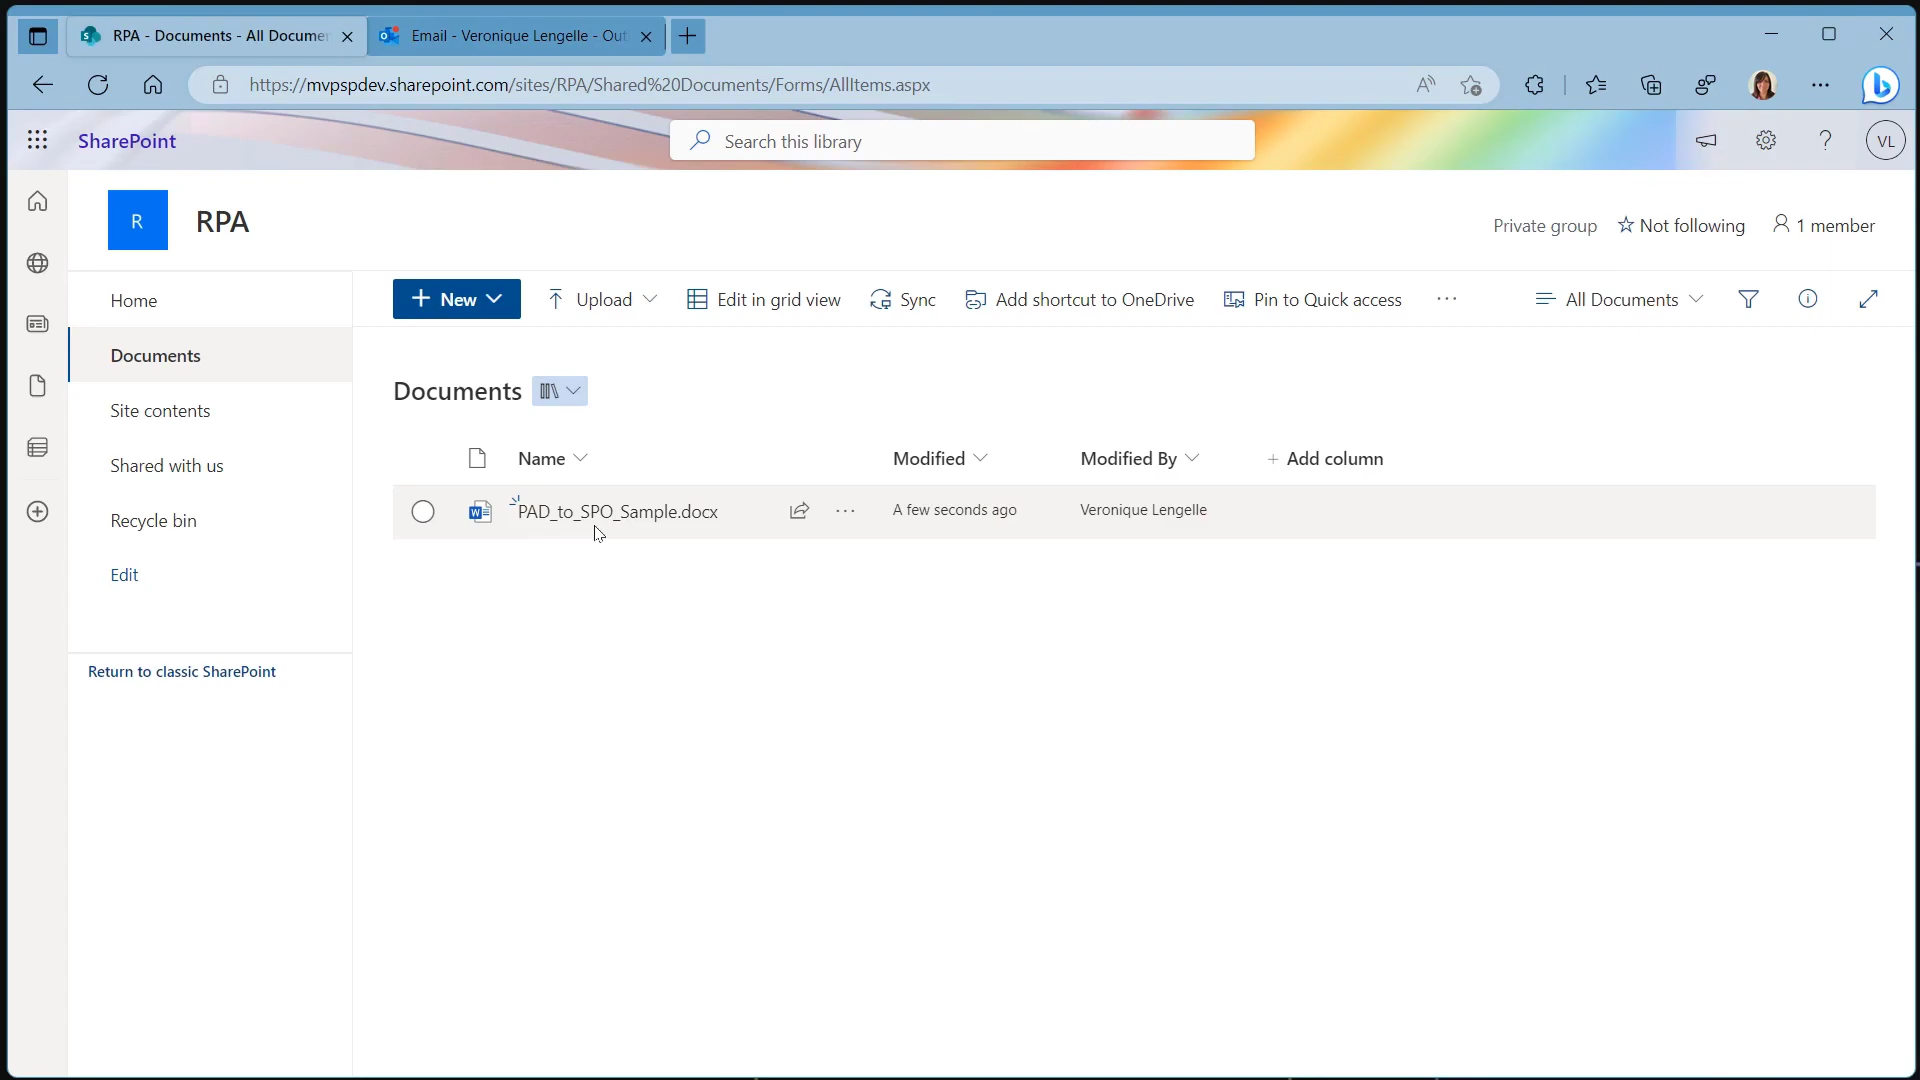 RPA - Documents - All Documen
Email - Veronique Lengelle - Out
https://mvpspdev.sharepoint.com/sites/RPA/Shared%20Documents/Forms/AllItems.aspx
SharePoint
Search this library
VL
R
RPA
Private group
Not following
1 member
Home
Documents
Site contents
Shared with us
Recycle bin
Edit
Return to classic SharePoint
New
Upload
Edit in grid view
Sync
Add shortcut to OneDrive
Pin to Quick access
All Documents
Documents
Name
Modified
Modified By
Add column
PAD_to_SPO_Sample.docx
A few seconds ago
Veronique Lengelle